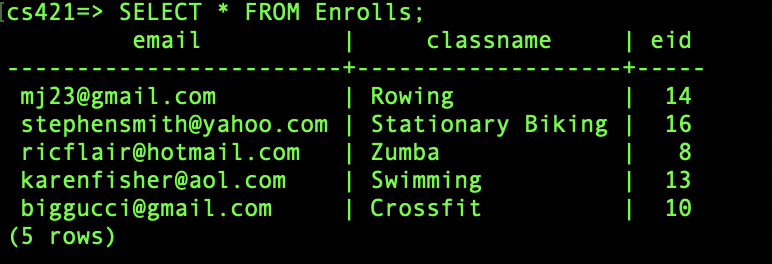 cs421=> SELECT * FROM Enrolls;
email | classname | eid
------------------------+-------------------+-----
mj23@gmail.com | Rowing | 14
stephensmith@yahoo.com | Stationary Biking | 16
ricflair@hotmail.com | Zumba | 8
karenfisher@aol.com | Swimming | 13
biggucci@gmail.com | Crossfit | 10
(5 rows)